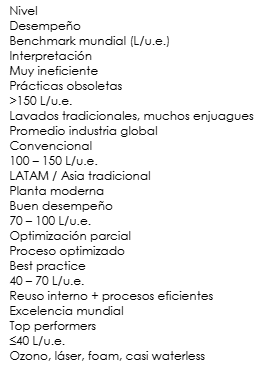 Nivel
Desempeño
Benchmark mundial (L/u.e.)
Interpretación
Muy ineficiente
Prácticas obsoletas
>150 L/u.e.
Lavados tradicionales, muchos enjuagues
Promedio industria global
Convencional
100 – 150 L/u.e.
LATAM / Asia tradicional
Planta moderna
Buen desempeño
70 – 100 L/u.e.
Optimización parcial
Proceso optimizado
Best practice
40 – 70 L/u.e.
Reuso interno + procesos eficientes
Excelencia mundial
Top performers
≤40 L/u.e.
Ozono, láser, foam, casi waterless